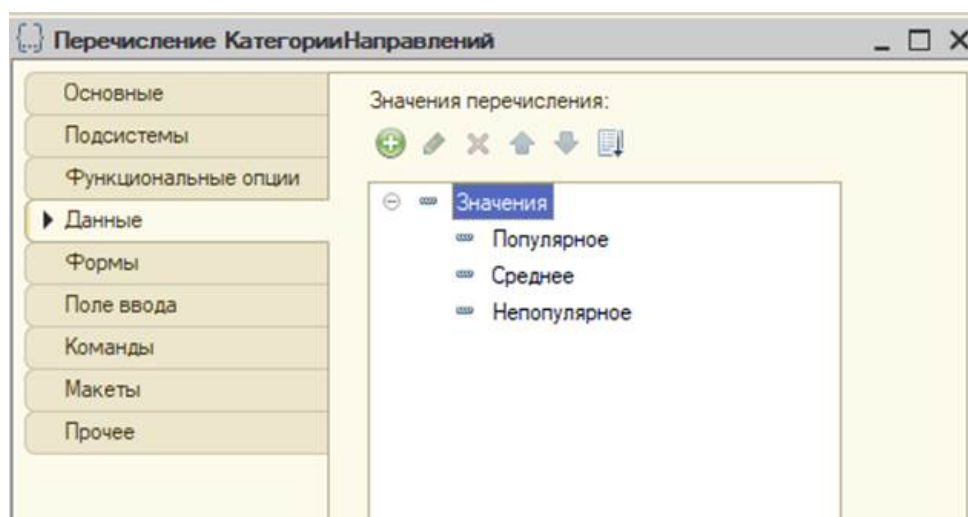 Перечисление КатегорииНаправлений
Основные
Подсистемы
Функциональные опции
Данные
Формы
Поле ввода
Команды
Макеты
Прочее
Значения перечисления:
Значения
Популярное
Среднее
Непопулярное